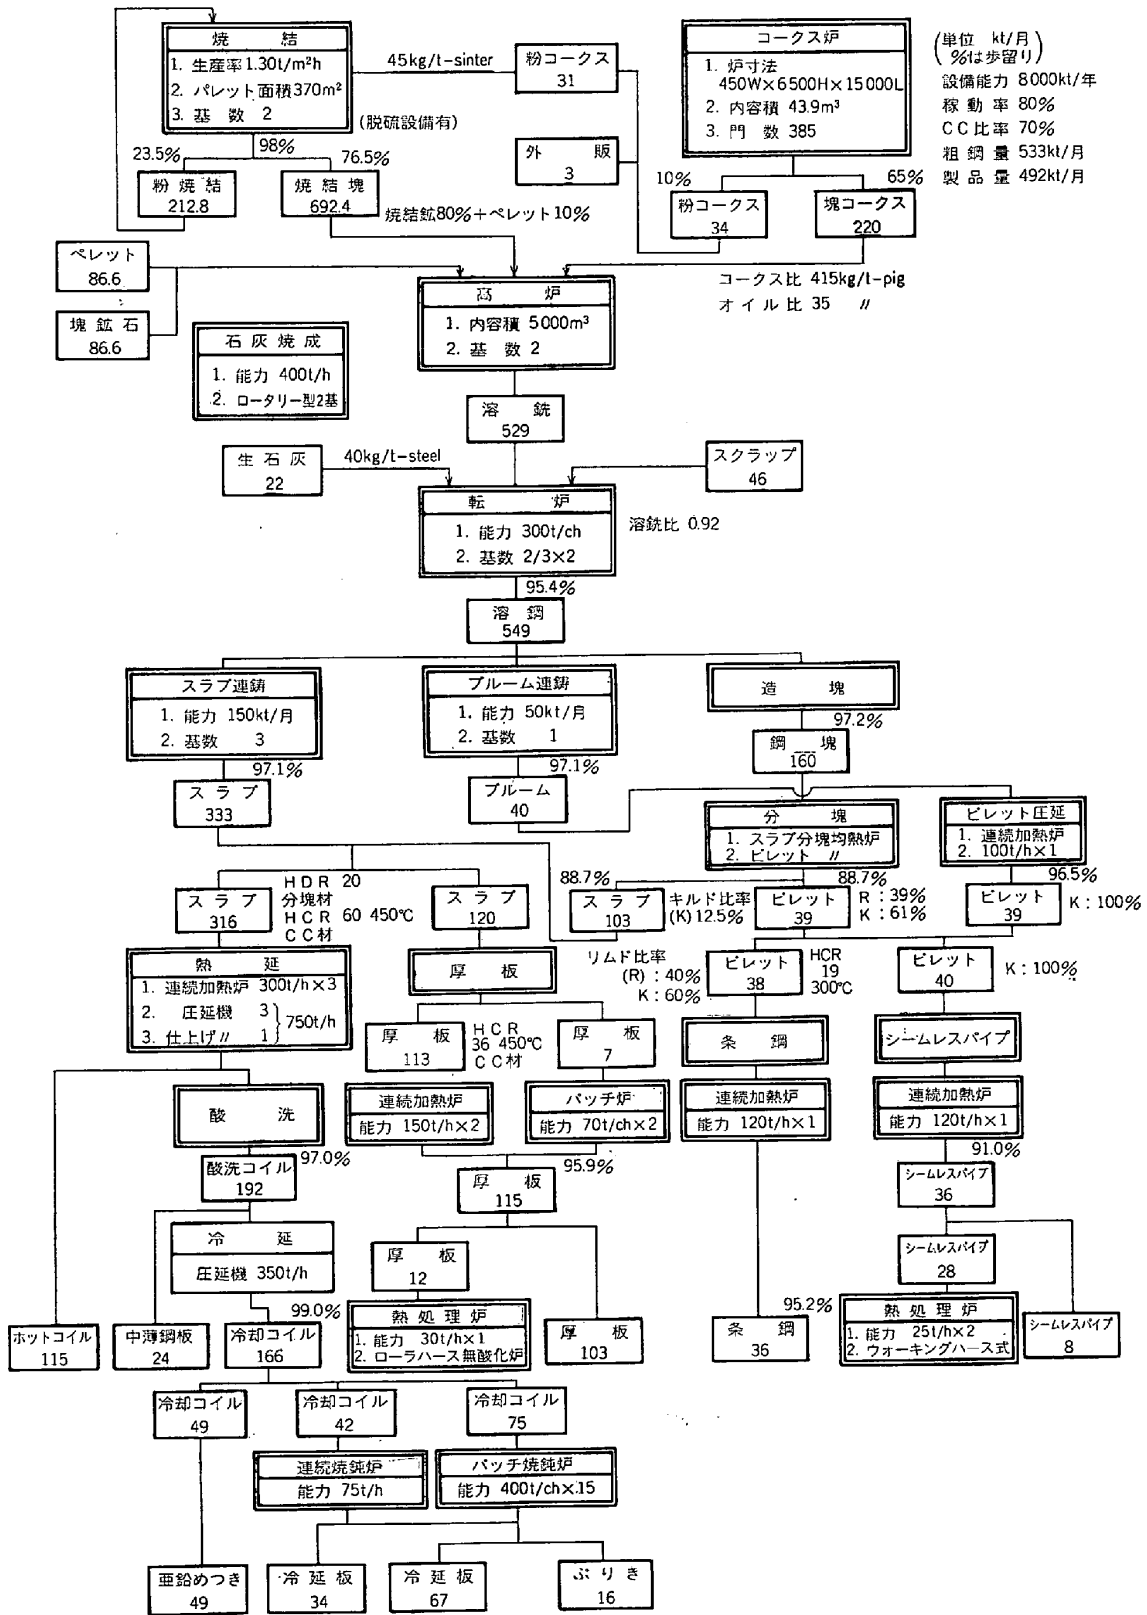 焼結
1. 生産率1.30t/m²h
2. パレット面積370m²
3. 基数 2
(脱硫設備有)
45kg/t-sinter
粉コークス
31
外販
3
コークス炉
1. 炉寸法
450W×6500H×15000L
2. 内容積 43.9m³
3. 門数 385
(単位 kt/月)
%は歩留り
設備能力 8000kt/年
稼動率 80%
CC比率 70%
粗鋼量 533kt/月
製品量 492kt/月
23.5%
98%
76.5%
粉焼結
212.8
焼結塊
692.4
焼結鉱80%+ペレット10%
10%
65%
粉コークス
34
塊コークス
220
コークス比 415kg/t-pig
オイル比 35 〃
ペレット
86.6
塊鉱石
86.6
高炉
1. 内容積 5000m³
2. 基数 2
石灰焼成
1. 能力 400t/h
2. ロータリー型2基
溶銑
529
生石灰
22
40kg/t-steel
スクラップ
46
転炉
1. 能力 300t/ch
2. 基数 2/3×2
溶銑比 0.92
95.4%
溶鋼
549
スラブ連鋳
1. 能力 150kt/月
2. 基数 3
97.1%
スラブ
333
ブルーム連鋳
1. 能力 50kt/月
2. 基数 1
97.1%
ブルーム
40
造塊
97.2%
鋼塊
160
分塊
1. スラブ分塊均熱炉
2. ビレット 〃
ビレット圧延
1. 連続加熱炉
2. 100t/h×1
88.7%
88.7%
96.5%
スラブ
316
HDR 20
分塊材
HCR 60 450℃
CC材
スラブ
120
スラブ
103
キルド比率
(K) 12.5%
ビレット
39
R : 39%
K : 61%
ビレット
39
K : 100%
熱延
1. 連続加熱炉 300t/h×3
2. 圧延機 3
3. 仕上げ〃 1
750t/h
厚板
リムド比率
(R) : 40%
K : 60%
ビレット
38
HCR
19
300℃
ビレット
40
K : 100%
厚板
113
HCR
36 450℃
CC材
厚板
7
条鋼
シームレスパイプ
酸洗
97.0%
連続加熱炉
能力 150t/h×2
バッチ炉
能力 70t/ch×2
連続加熱炉
能力 120t/h×1
連続加熱炉
能力 120t/h×1
酸洗コイル
192
95.9%
厚板
115
91.0%
シームレスパイプ
36
冷延
圧延機 350t/h
99.0%
厚板
12
シームレスパイプ
28
ホットコイル
115
中薄鋼板
24
冷却コイル
166
熱処理炉
1. 能力 30t/h×1
2. ローラハース無酸化炉
厚板
103
95.2%
条鋼
36
熱処理炉
1. 能力 25t/h×2
2. ウォーキングハース式
シームレスパイプ
8
冷却コイル
49
冷却コイル
42
冷却コイル
75
連続焼鈍炉
能力 75t/h
バッチ焼鈍炉
能力 400t/ch×15
亜鉛めつき
49
冷延板
34
冷延板
67
ぶりき
16